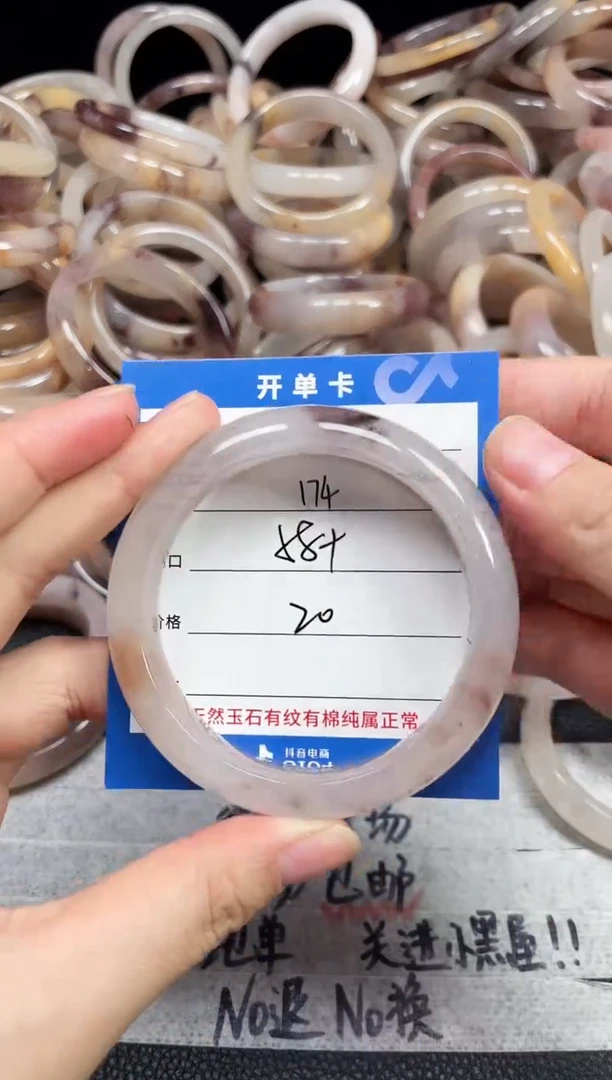 开单卡
174
58+
口
价格
20
天然玉石有纹有棉纯属正常
抖音电商
场
包邮
地单 关进小黑屋!!
No退 No换